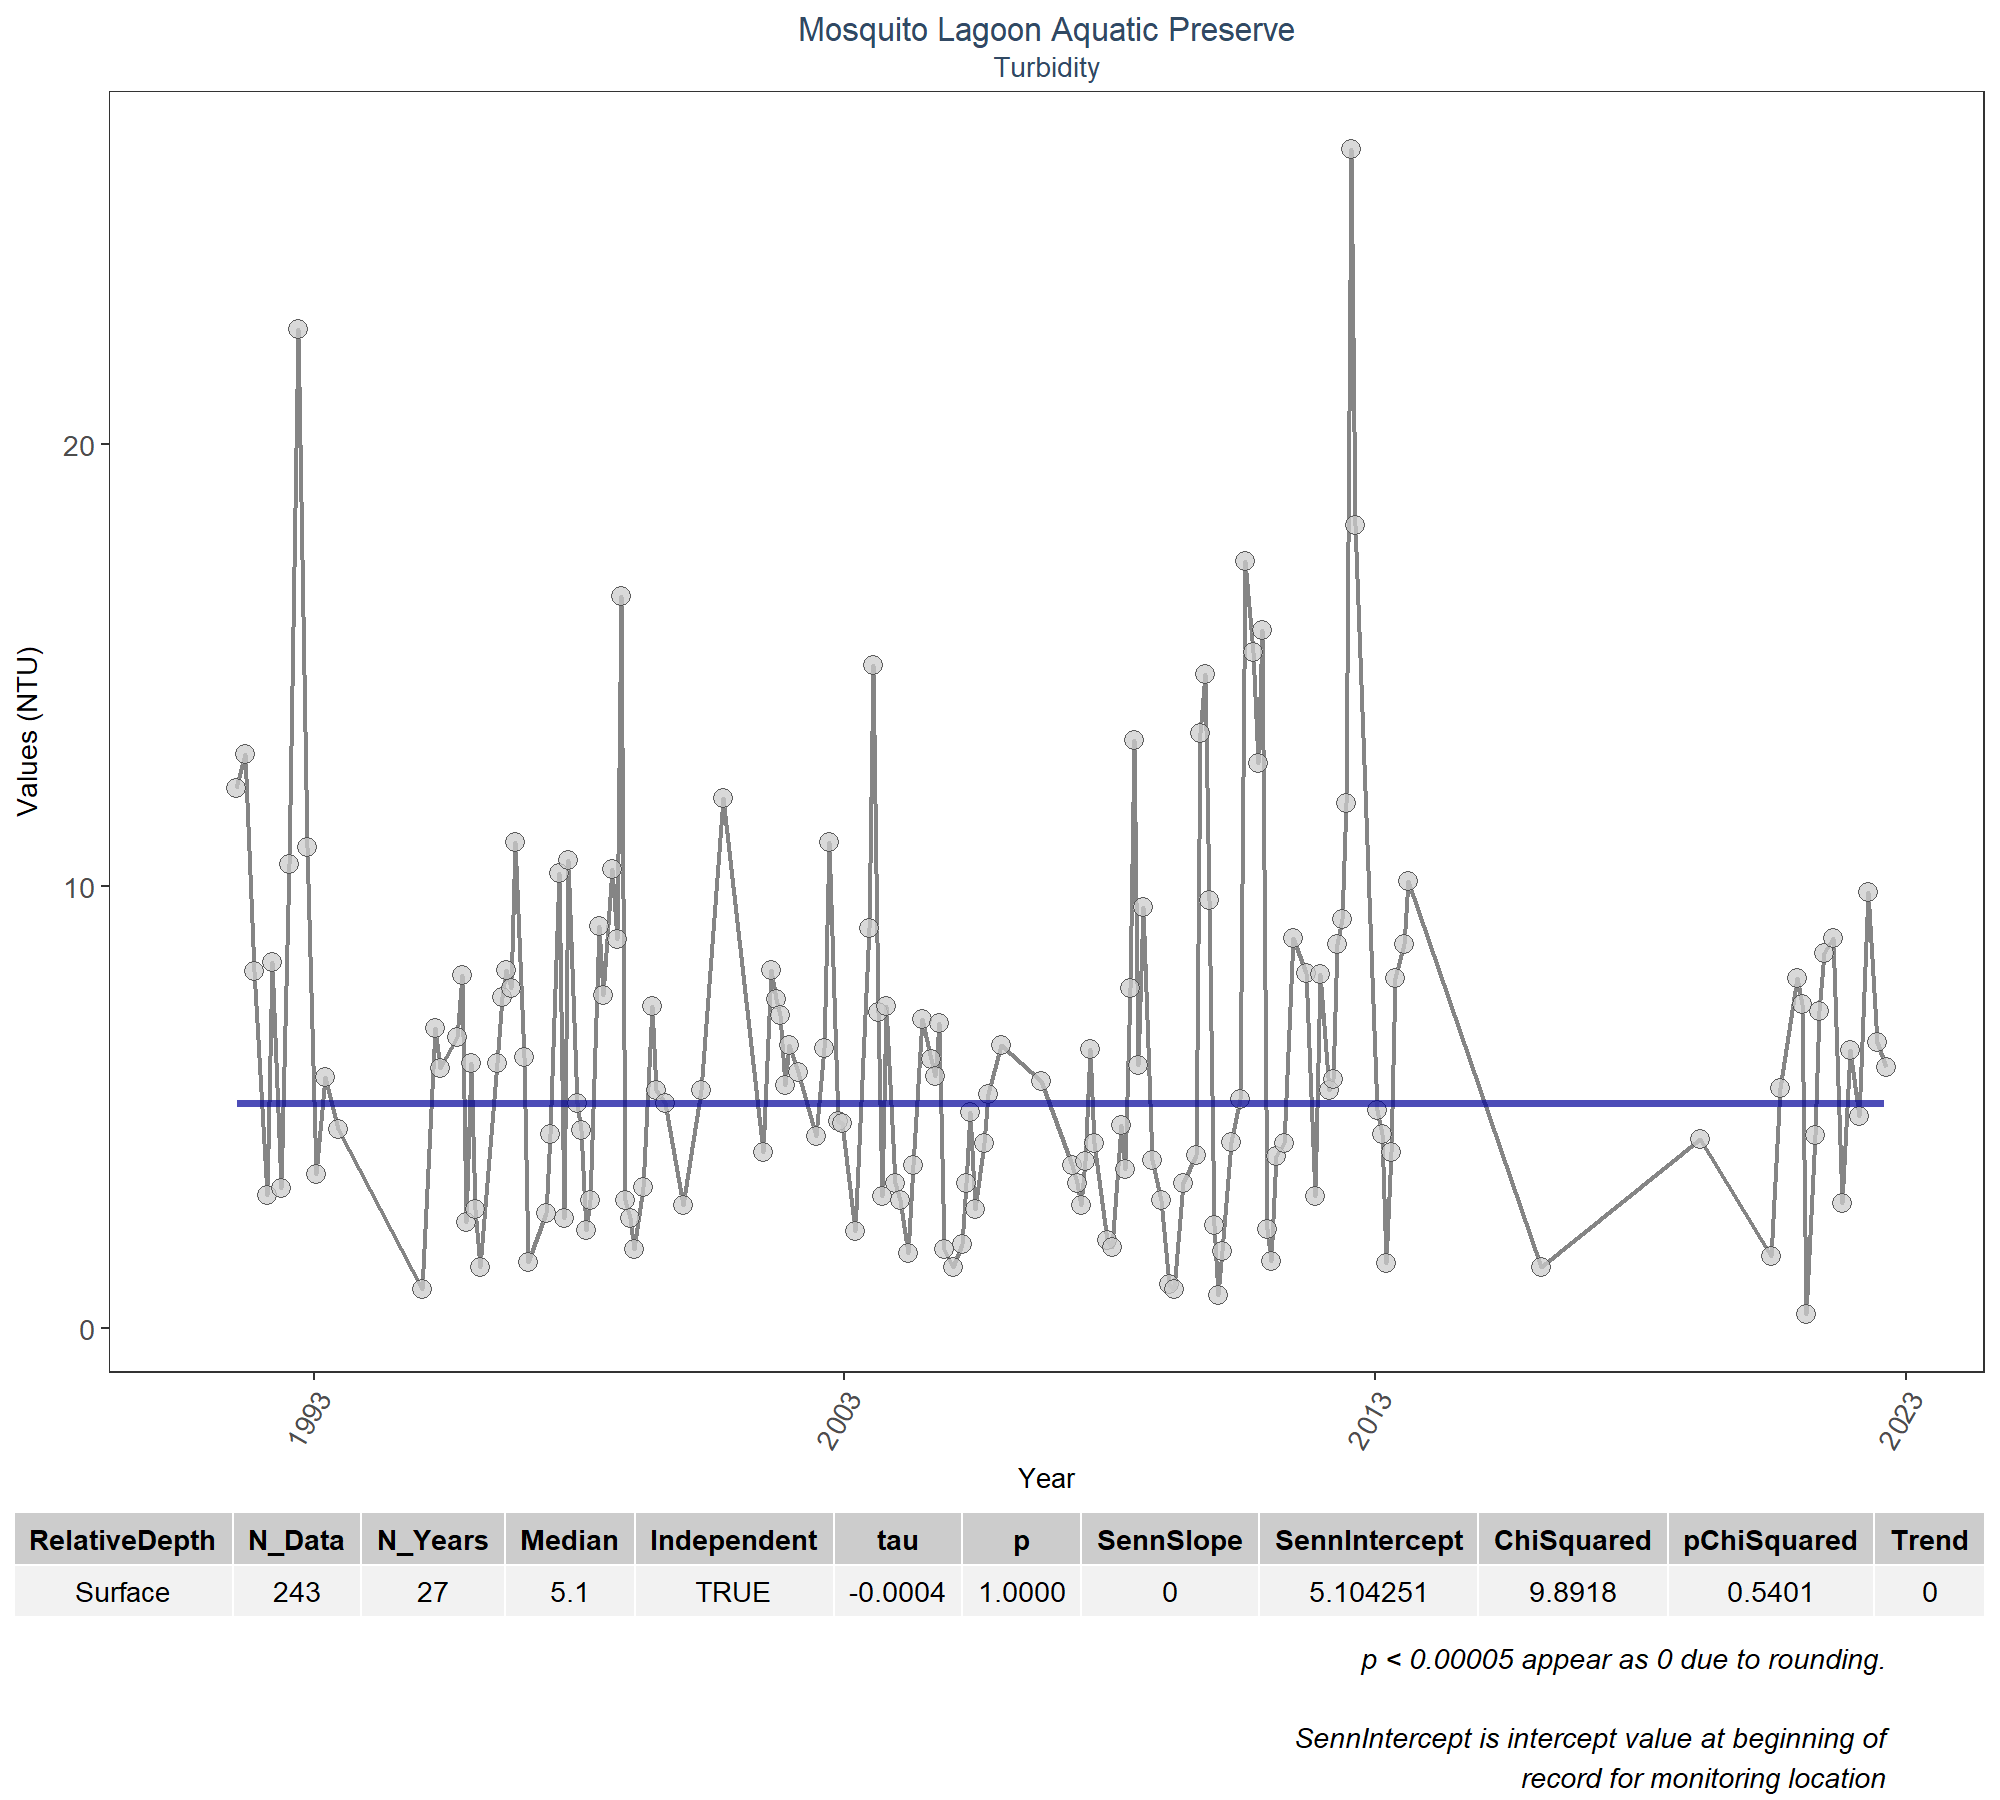 Mosquito Lagoon Aquatic Preserve
Turbidity
Values (NTU)
20
10
0
1993
2003
2013
2023
Year
RelativeDepth N_Data N_Years Median Independent tau p SennSlope SennIntercept ChiSquared pChiSquared Trend
Surface 243 27 5.1 TRUE -0.0004 1.0000 0 5.104251 9.8918 0.5401 0
p < 0.00005 appear as 0 due to rounding.
SennIntercept is intercept value at beginning of
record for monitoring location